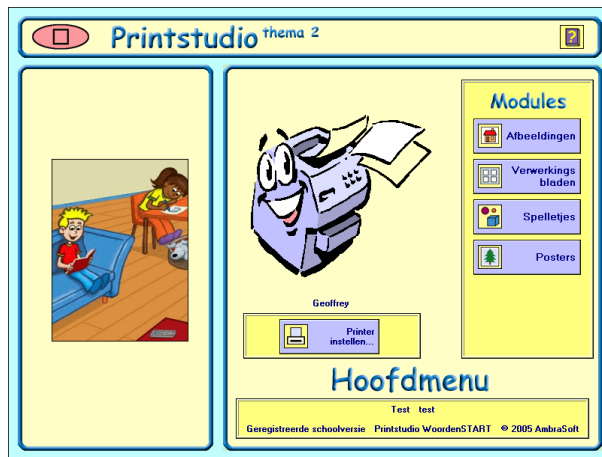 Printstudio thema 2
Modules
Afbeeldingen
Verwerkings
bladen
Spelletjes
Posters
Geoffrey
Printer
instellen...
Hoofdmenu
Test test
Geregistreerde schoolversie Printstudio WoordenSTART © 2005 AmbraSoft